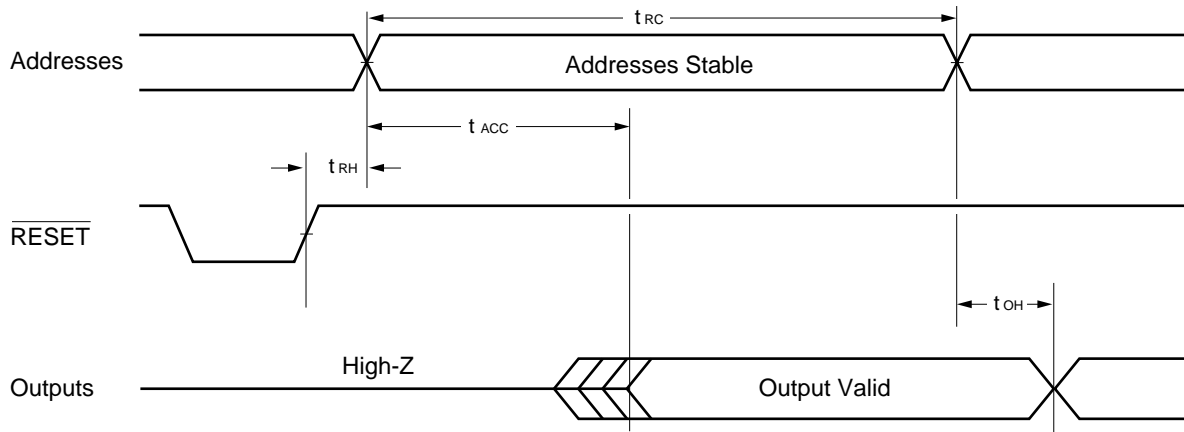 t RC
Addresses
Addresses Stable
t ACC
t RH
RESET
t OH
High-Z
Outputs
Output Valid